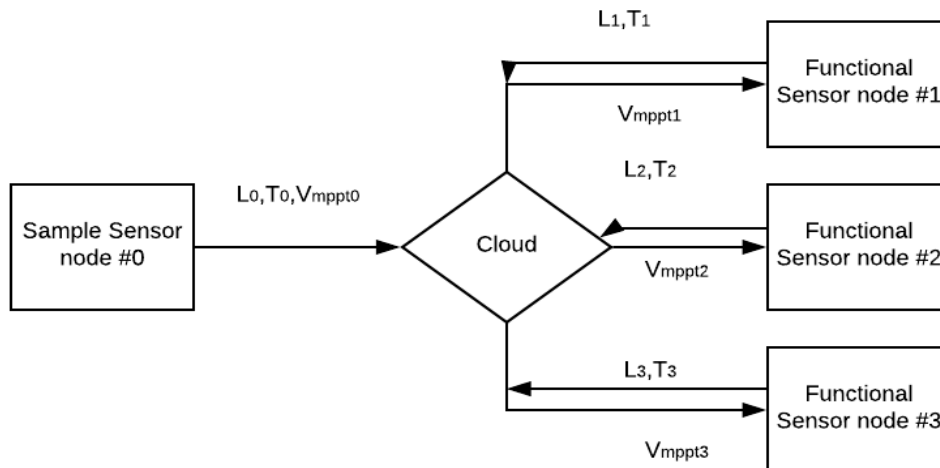 L0,T0,Vmppt0
Sample Sensor
node #0
Cloud
L1,T1
Vmppt1
Functional
Sensor node #1
L2,T2
Vmppt2
Functional
Sensor node #2
L3,T3
Vmppt3
Functional
Sensor node #3